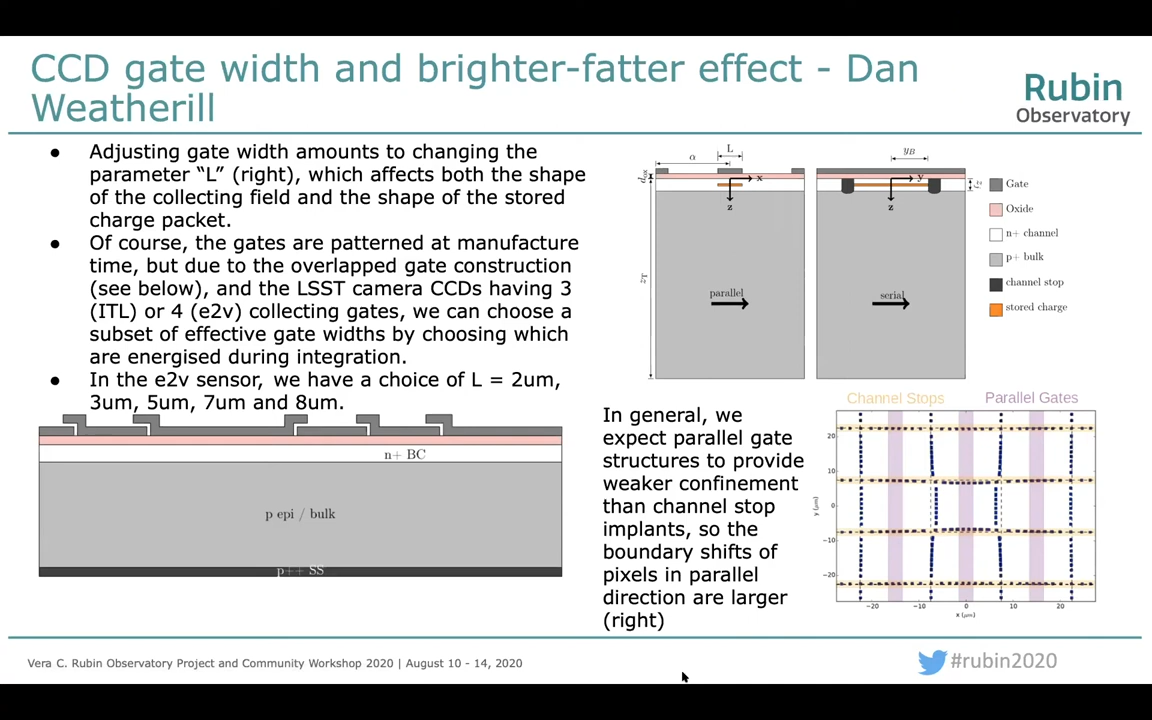 CCD gate width and brighter-fatter effect - Dan
Weatherill
Rubin
Observatory
● Adjusting gate width amounts to changing the
parameter “L” (right), which affects both the shape
of the collecting field and the shape of the stored
charge packet.
● Of course, the gates are patterned at manufacture
time, but due to the overlapped gate construction
(see below), and the LSST camera CCDs having 3
(ITL) or 4 (e2v) collecting gates, we can choose a
subset of effective gate widths by choosing which
are energised during integration.
● In the e2v sensor, we have a choice of L = 2um,
3um, 5um, 7um and 8um.
n+ BC
p epi / bulk
p++ SS
L
α
d_ox
x
z
z_T
parallel
y_B
y
z
serial
Gate
Oxide
n+ channel
p+ bulk
channel stop
stored charge
In general, we
expect parallel gate
structures to provide
weaker confinement
than channel stop
implants, so the
boundary shifts of
pixels in parallel
direction are larger
(right)
Channel Stops
Parallel Gates
20
10
0
−10
−20
y (μm)
−20 −10 0 10 20
x (μm)
Vera C. Rubin Observatory Project and Community Workshop 2020 | August 10 - 14, 2020
#rubin2020